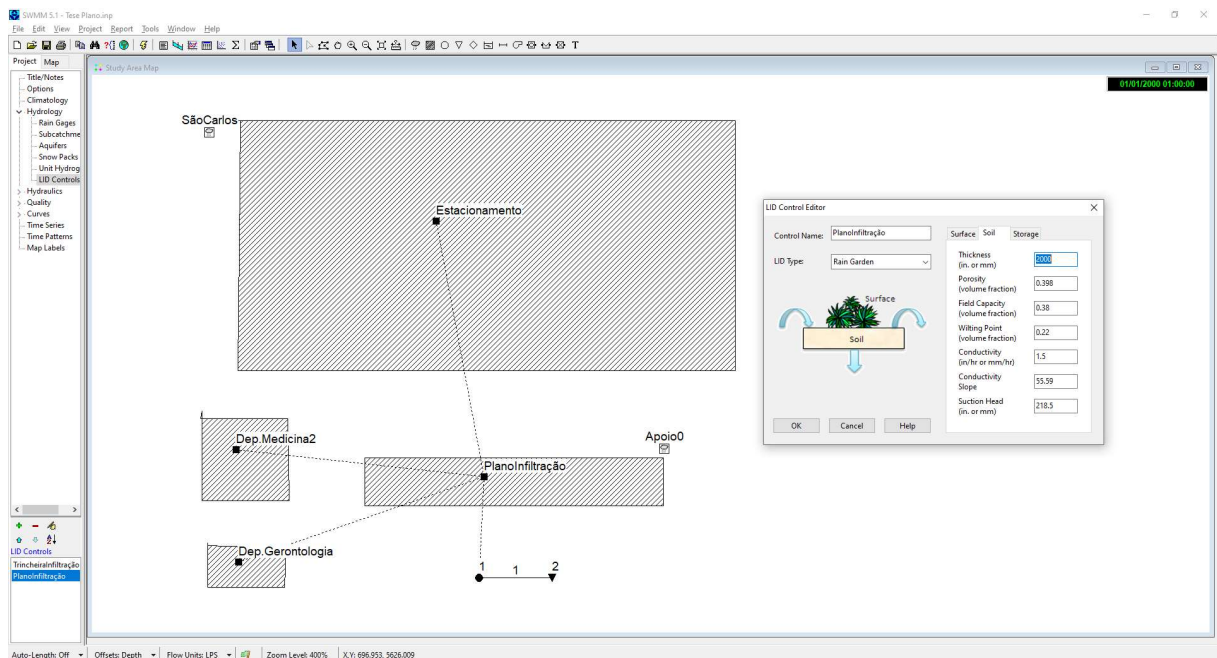 SWMM 5.1 - Tese Plano.inp
File Edit View Project Report Tools Window Help
Project Map
Title/Notes
Options
Climatology
Hydrology
Rain Gages
Subcatchme
Aquifers
Snow Packs
Unit Hydrog
LID Controls
Hydraulics
Quality
Curves
Time Series
Time Patterns
Map Labels
LID Controls
TrincheiraInfiltração
PlanoInfiltração
Study Area Map
01/01/2000 01:00:00
SãoCarlos
Estacionamento
Dep.Medicina2
Apoio0
PlanoInfiltração
Dep.Gerontologia
1 1 2
LID Control Editor
Control Name: PlanoInfiltração
LID Type: Rain Garden
Surface
Soil
OK Cancel Help
Surface Soil Storage
Thickness
(in. or mm) 2000
Porosity
(volume fraction) 0.398
Field Capacity
(volume fraction) 0.38
Wilting Point
(volume fraction) 0.22
Conductivity
(in/hr or mm/hr) 1.5
Conductivity
Slope 55.59
Suction Head
(in. or mm) 218.5
Auto-Length: Off Offsets: Depth Flow Units: LPS Zoom Level: 400% X,Y: 696.953, 5626.009